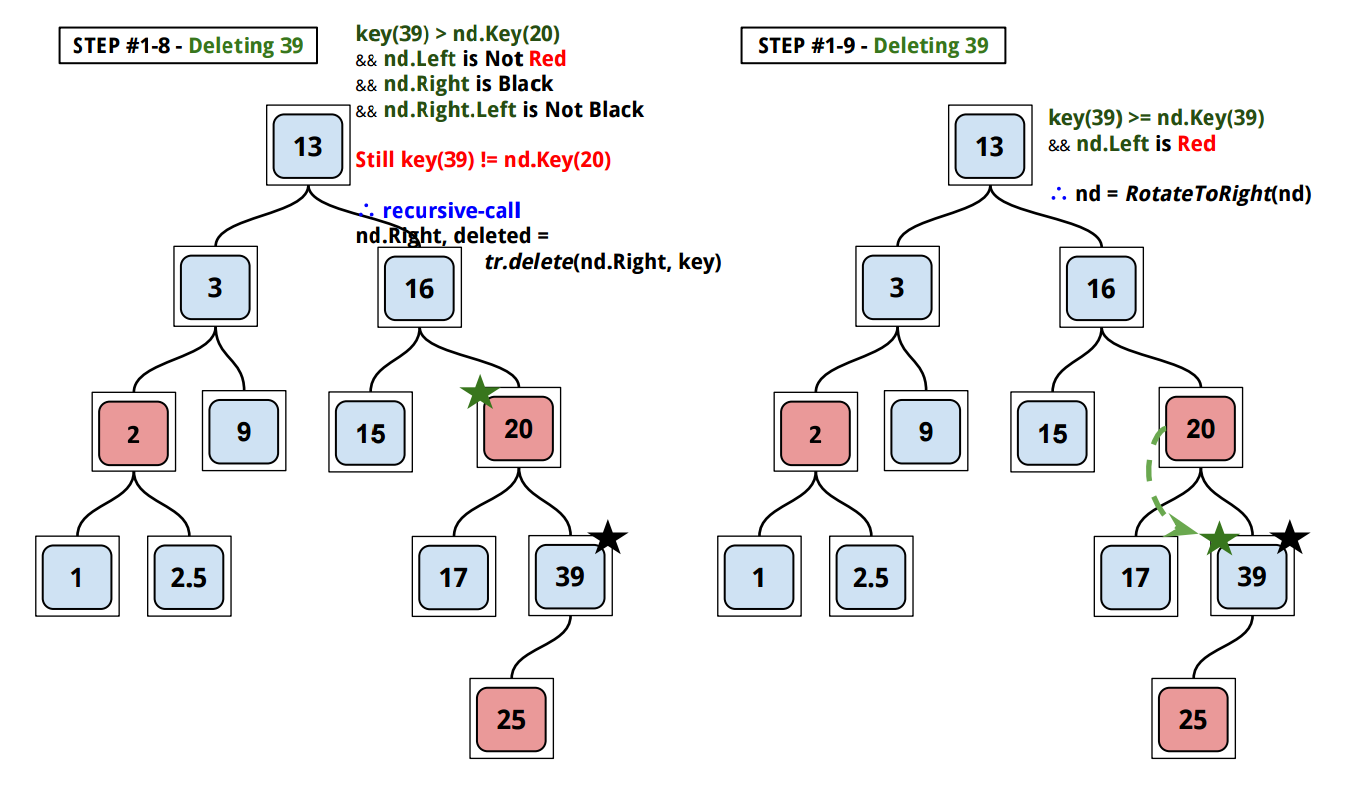 STEP #1-8 - Deleting 39
key(39) > nd.Key(20)
&& nd.Left is Not Red
&& nd.Right is Black
&& nd.Right.Left is Not Black
Still key(39) != nd.Key(20)
∴ recursive-call
nd.Right, deleted =
tr.delete(nd.Right, key)
13
3
16
2
9
15
20
1
2.5
17
39
25
STEP #1-9 - Deleting 39
key(39) >= nd.Key(39)
&& nd.Left is Red
∴ nd = RotateToRight(nd)
13
3
16
2
9
15
20
1
2.5
17
39
25